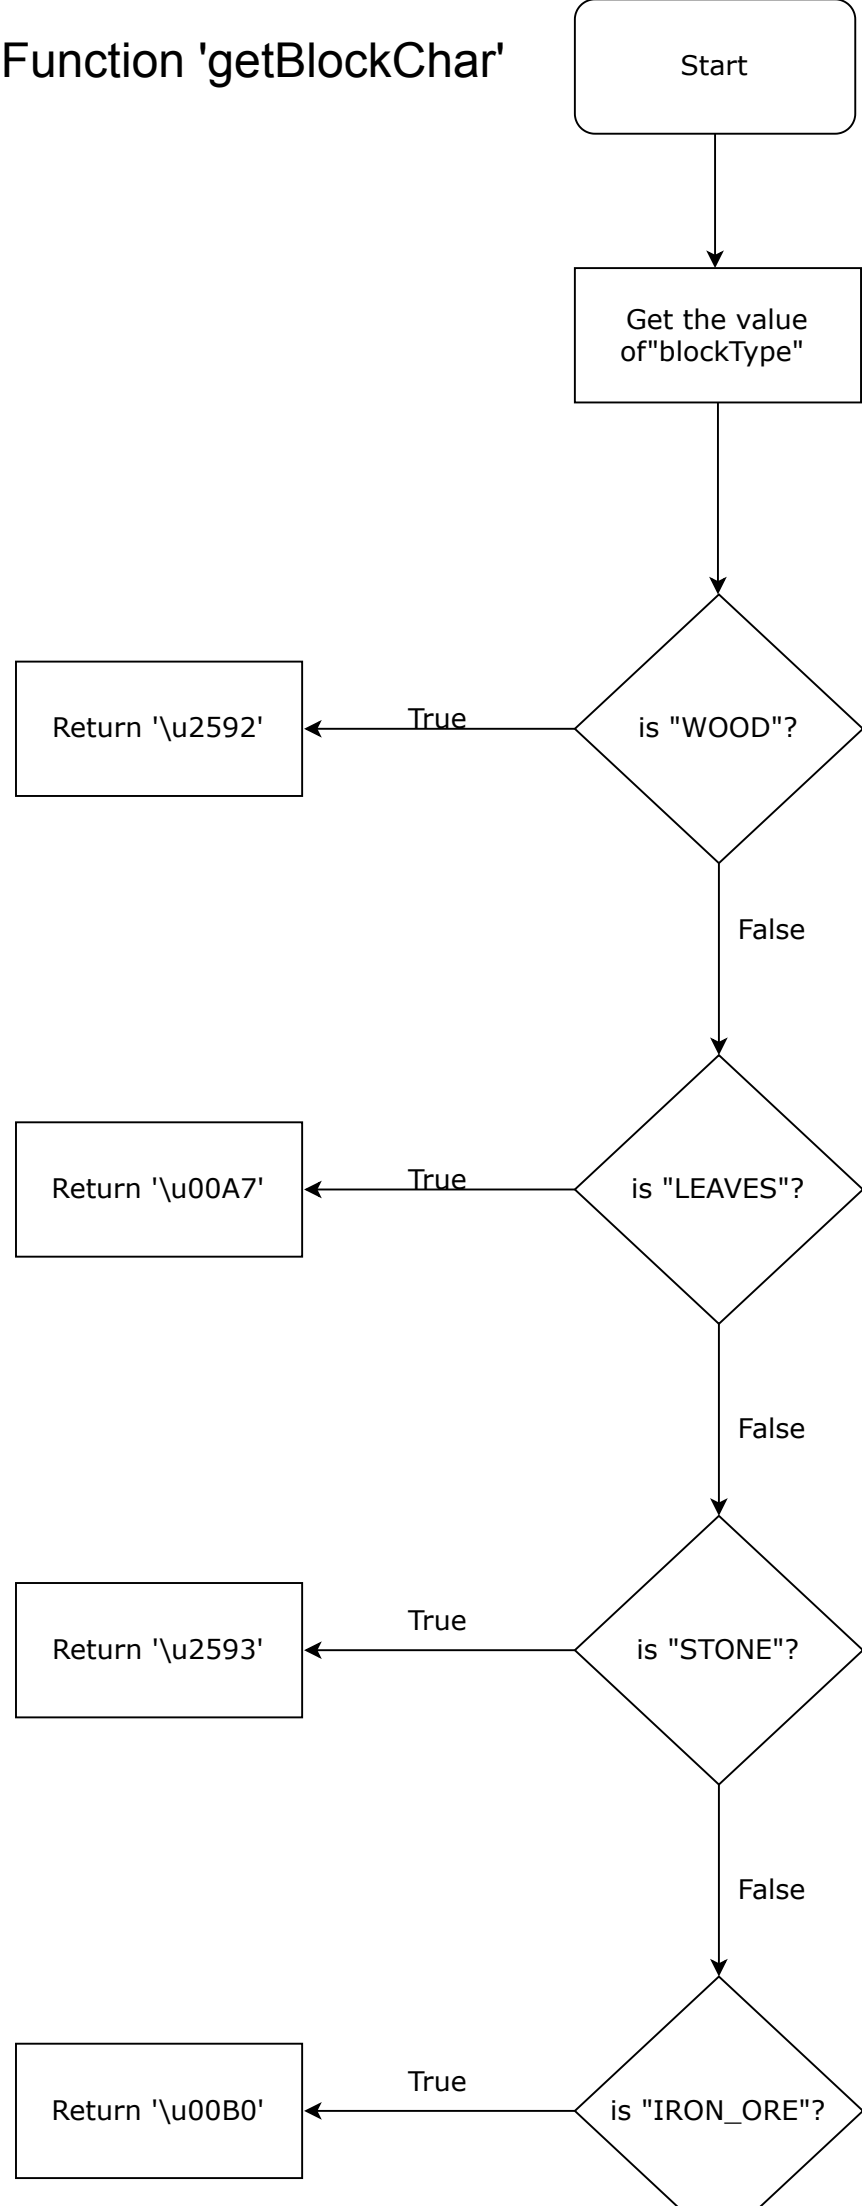 Function 'getBlockChar'
Start
Get the value
of"blockType"
is "WOOD"?
True
Return '\u2592'
False
is "LEAVES"?
True
Return '\u00A7'
False
is "STONE"?
True
Return '\u2593'
False
is "IRON_ORE"?
True
Return '\u00B0'